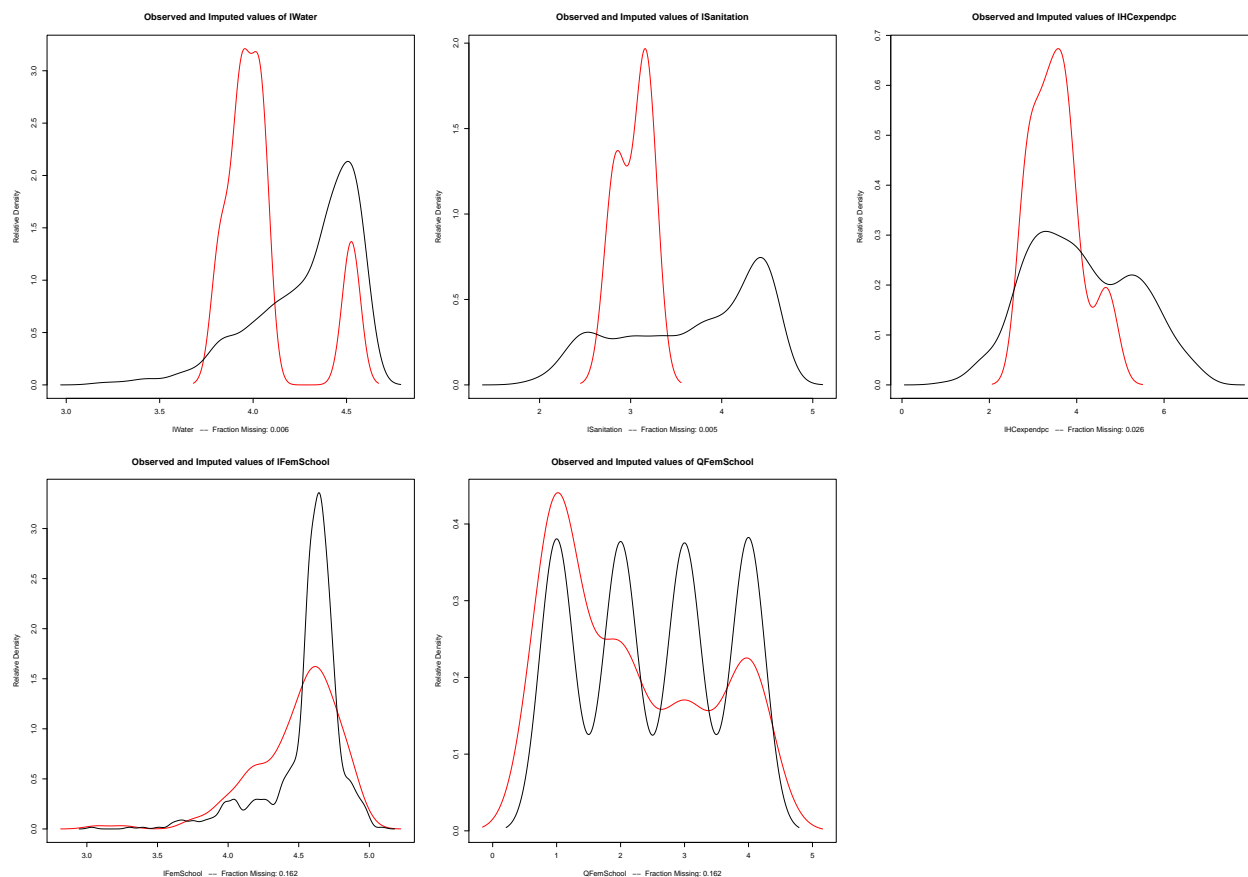 Observed and Imputed values of lWater
Relative Density
0.0 0.5 1.0 1.5 2.0 2.5 3.0
3.0 3.5 4.0 4.5
lWater -- Fraction Missing: 0.006
Observed and Imputed values of lSanitation
Relative Density
0.0 0.5 1.0 1.5 2.0
2 3 4 5
lSanitation -- Fraction Missing: 0.005
Observed and Imputed values of lHCexpendpc
Relative Density
0.0 0.1 0.2 0.3 0.4 0.5 0.6 0.7
0 2 4 6
lHCexpendpc -- Fraction Missing: 0.026
Observed and Imputed values of lFemSchool
Relative Density
0.0 0.5 1.0 1.5 2.0 2.5 3.0
3.0 3.5 4.0 4.5 5.0
lFemSchool -- Fraction Missing: 0.162
Observed and Imputed values of QFemSchool
Relative Density
0.0 0.1 0.2 0.3 0.4
0 1 2 3 4 5
QFemSchool -- Fraction Missing: 0.162